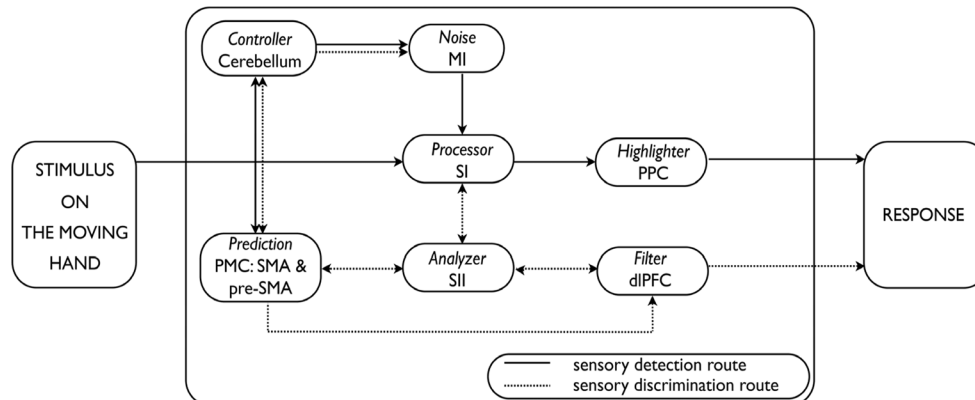 Controller
Cerebellum
Noise
MI
STIMULUS
ON
THE MOVING
HAND
Processor
SI
Highlighter
PPC
RESPONSE
Prediction
PMC: SMA &
pre-SMA
Analyzer
SII
Filter
dlPFC
sensory detection route
sensory discrimination route